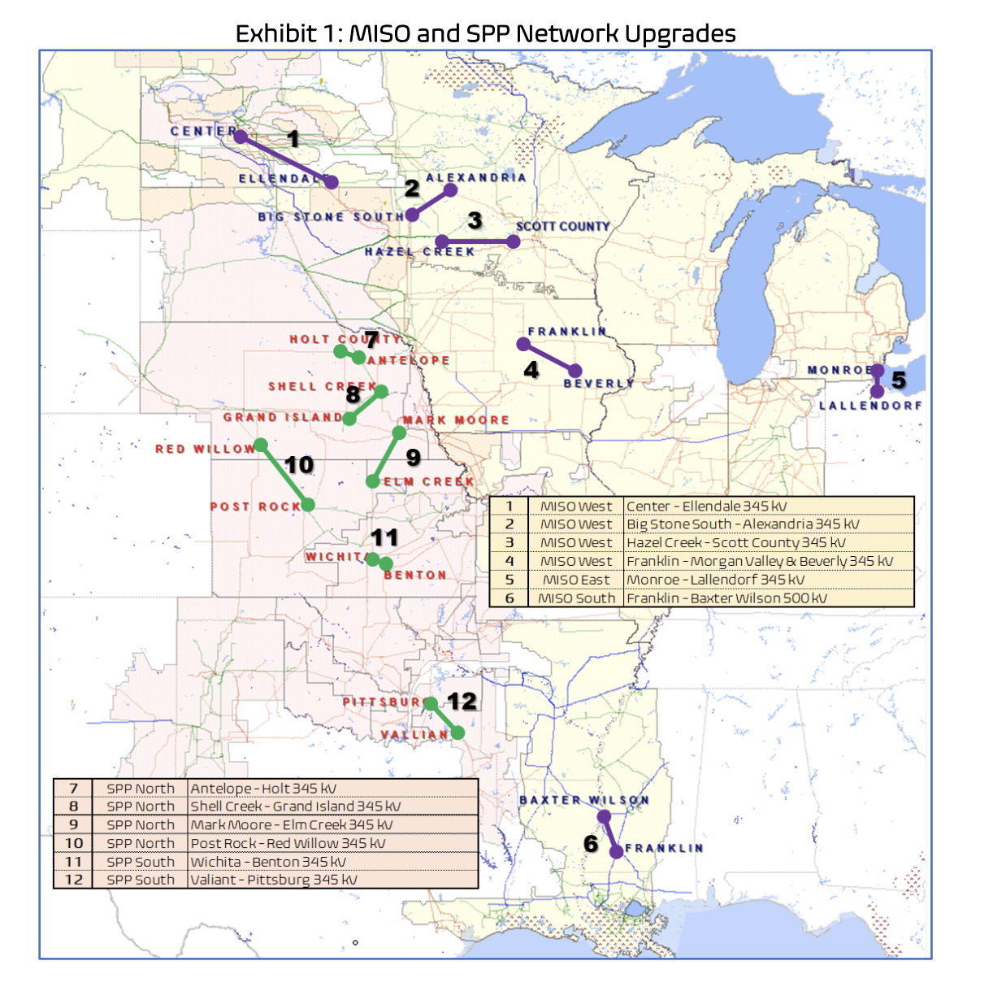 Exhibit 1: MISO and SPP Network Upgrades
CENTER
1
ELLENDALE
2
ALEXANDRIA
BIG STONE SOUTH
3
SCOTT COUNTY
HAZEL CREEK
FRANKLIN
4
BEVERLY
MONROE
5
LALLENDORF
HOLT COUNTY
7
ANTELOPE
SHELL CREEK
8
GRAND ISLAND
MARK MOORE
RED WILLOW
9
10
ELM CREEK
POST ROCK
11
WICHITA
BENTON
1 MISO West Center - Ellendale 345 kV
2 MISO West Big Stone South - Alexandria 345 kV
3 MISO West Hazel Creek - Scott County 345 kV
4 MISO West Franklin - Morgan Valley & Beverly 345 kV
5 MISO East Monroe - Lallendorf 345 kV
6 MISO South Franklin - Baxter Wilson 500 kV
PITTSBURG
12
VALLIAN
BAXTER WILSON
6
FRANKLIN
7 SPP North Antelope - Holt 345 kV
8 SPP North Shell Creek - Grand Island 345 kV
9 SPP North Mark Moore - Elm Creek 345 kV
10 SPP North Post Rock - Red Willow 345 kV
11 SPP South Wichita - Benton 345 kV
12 SPP South Valiant - Pittsburg 345 kV